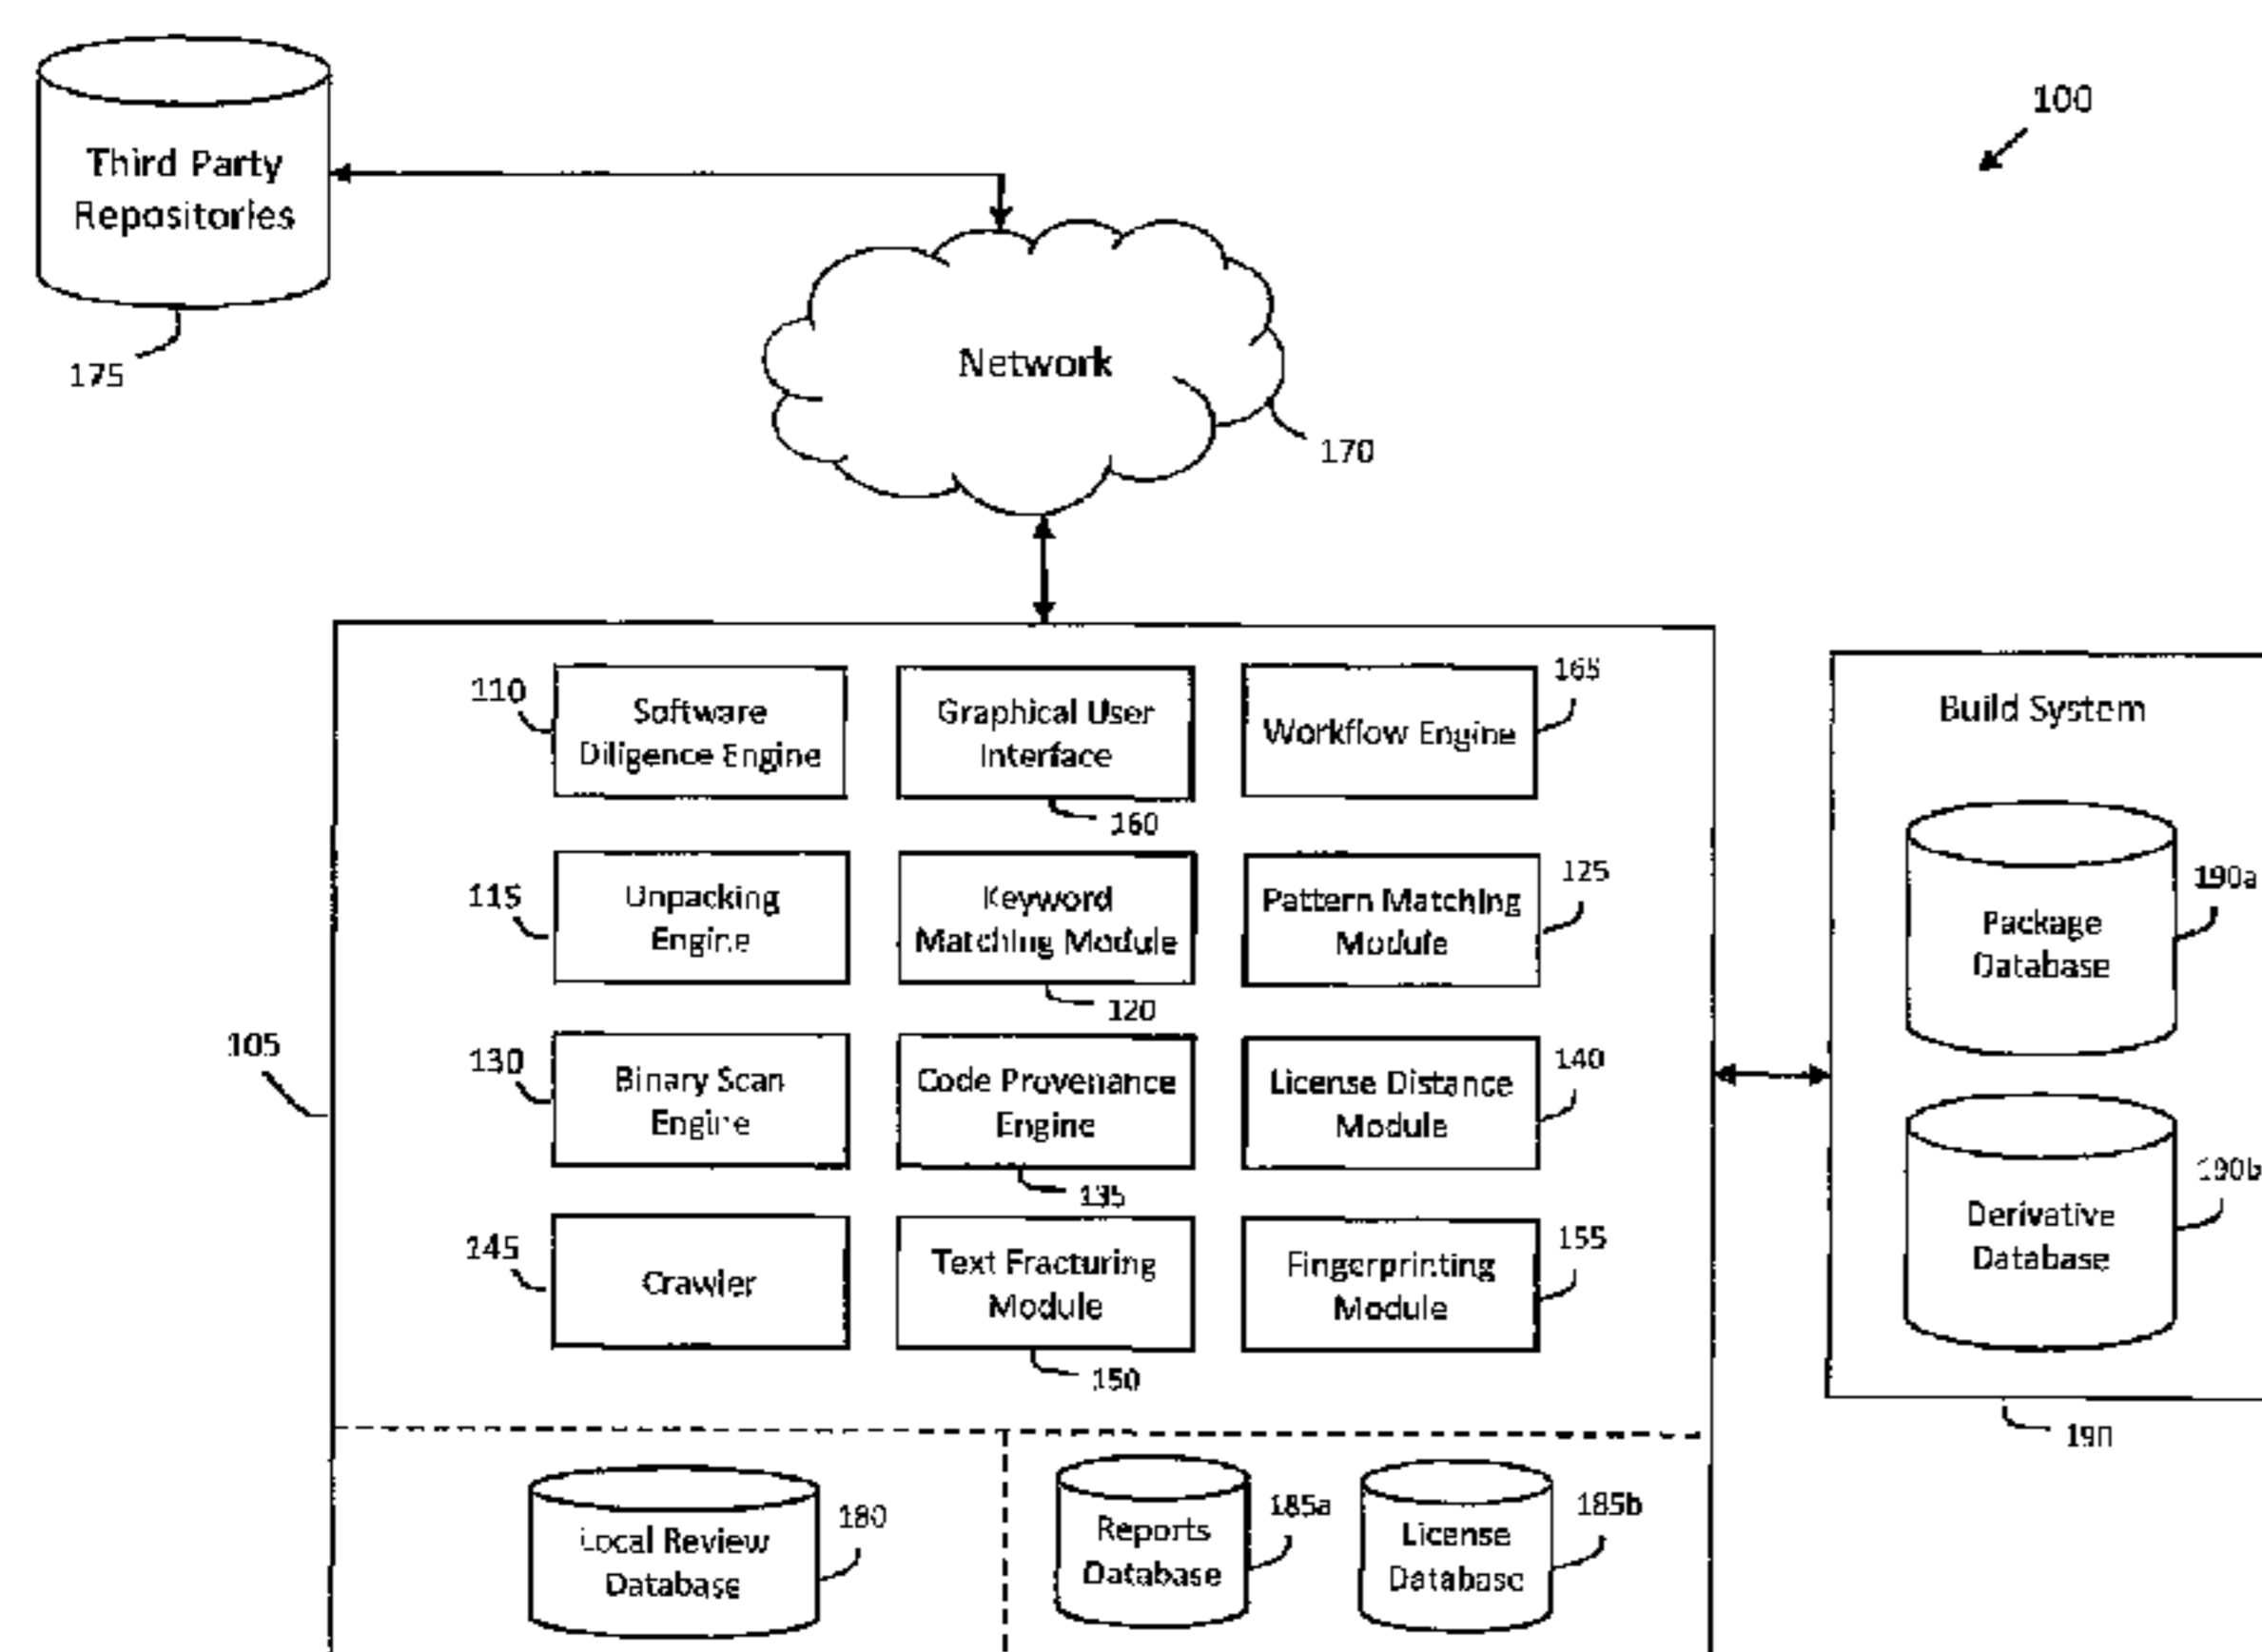 100
Third Party
Repositories
175
Network
170
110
Software
Diligence Engine
Graphical User
Interface
160
165
Workflow Engine
115
Unpacking
Engine
Keyword
Matching Module
120
125
Pattern Matching
Module
105
130
Binary Scan
Engine
Code Provenance
Engine
135
140
License Distance
Module
145
Crawler
Text Fracturing
Module
150
155
Fingerprinting
Module
Build System
190a
Package
Database
190b
Derivative
Database
190
Local Review
Database
180
Reports
Database
185a
License
Database
185b